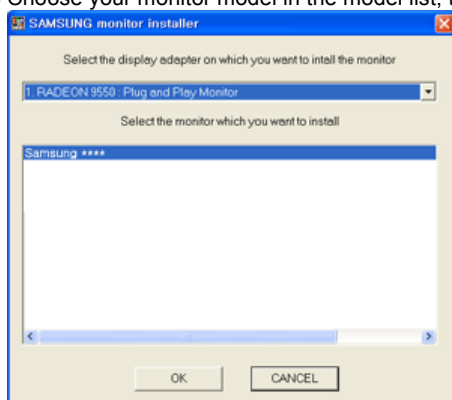 Choose your monitor model in the model list, t
SAMSUNG monitor installer
Select the display adapter on which you want to intall the monitor
1. RADEON 9550 : Plug and Play Monitor
Select the monitor which you want to install
Samsung ****
OK
CANCEL